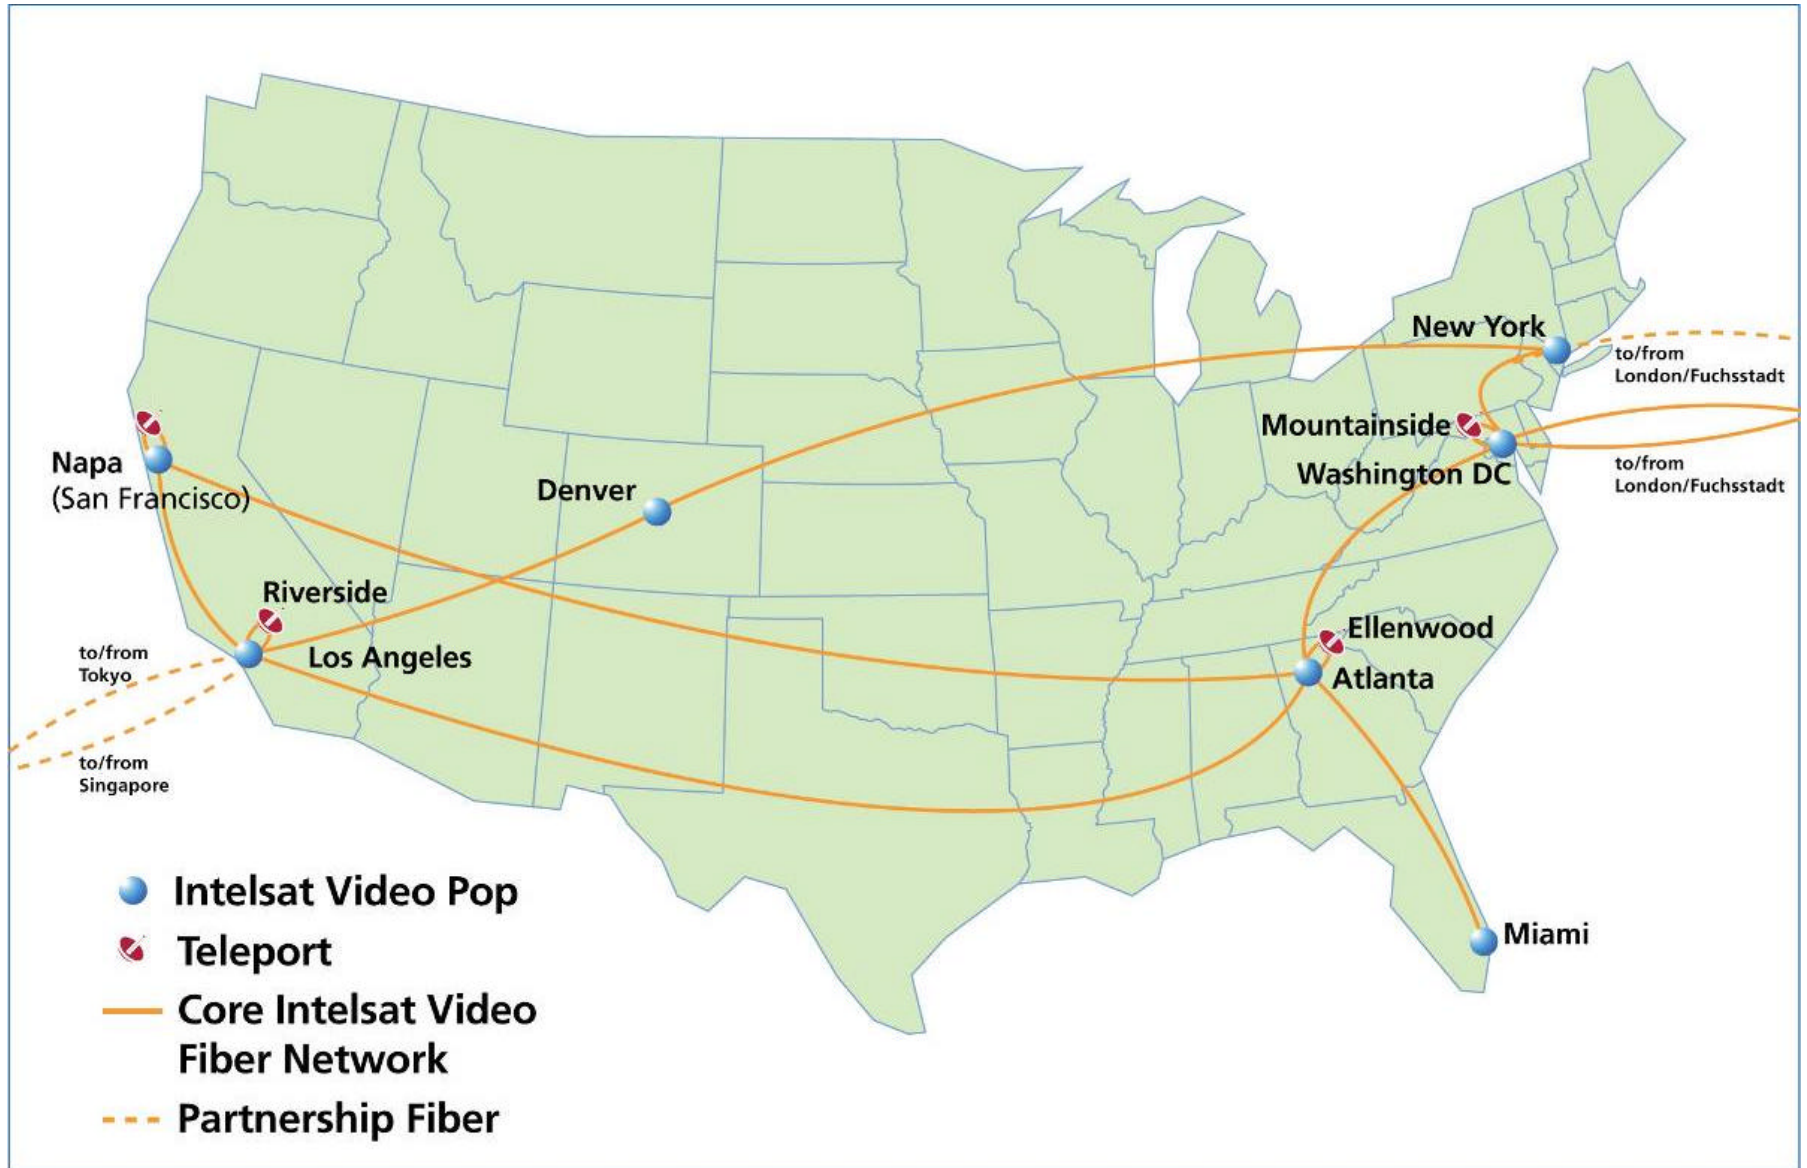 New York
to/from
London/Fuchsstadt
Mountainside
Washington DC
to/from
London/Fuchsstadt
Napa
(San Francisco)
Denver
Riverside
Los Angeles
to/from
Tokyo
to/from
Singapore
Ellenwood
Atlanta
Miami
Intelsat Video Pop
Teleport
Core Intelsat Video
Fiber Network
Partnership Fiber